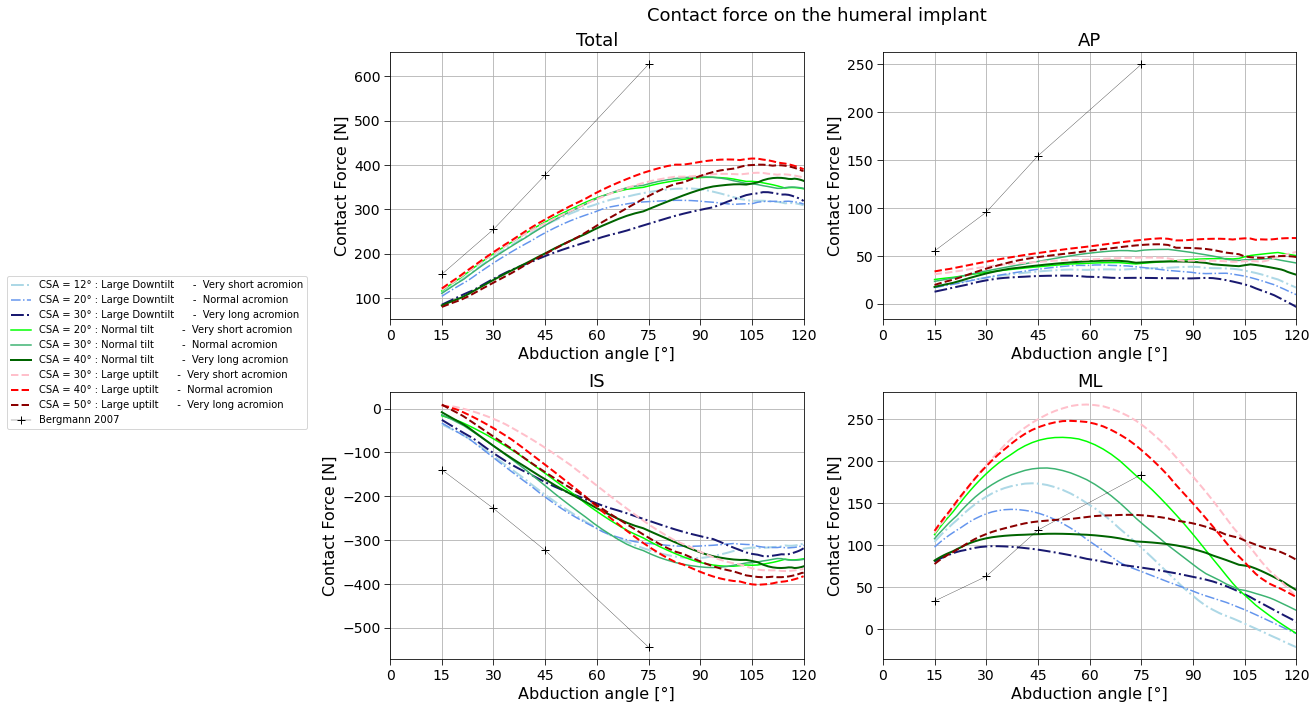 Contact force on the humeral implant
Total
Contact Force [N]
600
500
400
300
200
100
0 15 30 45 60 75 90 105 120
Abduction angle [°]
AP
Contact Force [N]
250
200
150
100
50
0
0 15 30 45 60 75 90 105 120
Abduction angle [°]
CSA = 12° : Large Downtilt - Very short acromion
CSA = 20° : Large Downtilt - Normal acromion
CSA = 30° : Large Downtilt - Very long acromion
CSA = 20° : Normal tilt - Very short acromion
CSA = 30° : Normal tilt - Normal acromion
CSA = 40° : Normal tilt - Very long acromion
CSA = 30° : Large uptilt - Very short acromion
CSA = 40° : Large uptilt - Normal acromion
CSA = 50° : Large uptilt - Very long acromion
Bergmann 2007
IS
Contact Force [N]
0
−100
−200
−300
−400
−500
0 15 30 45 60 75 90 105 120
Abduction angle [°]
ML
Contact Force [N]
250
200
150
100
50
0
0 15 30 45 60 75 90 105 120
Abduction angle [°]